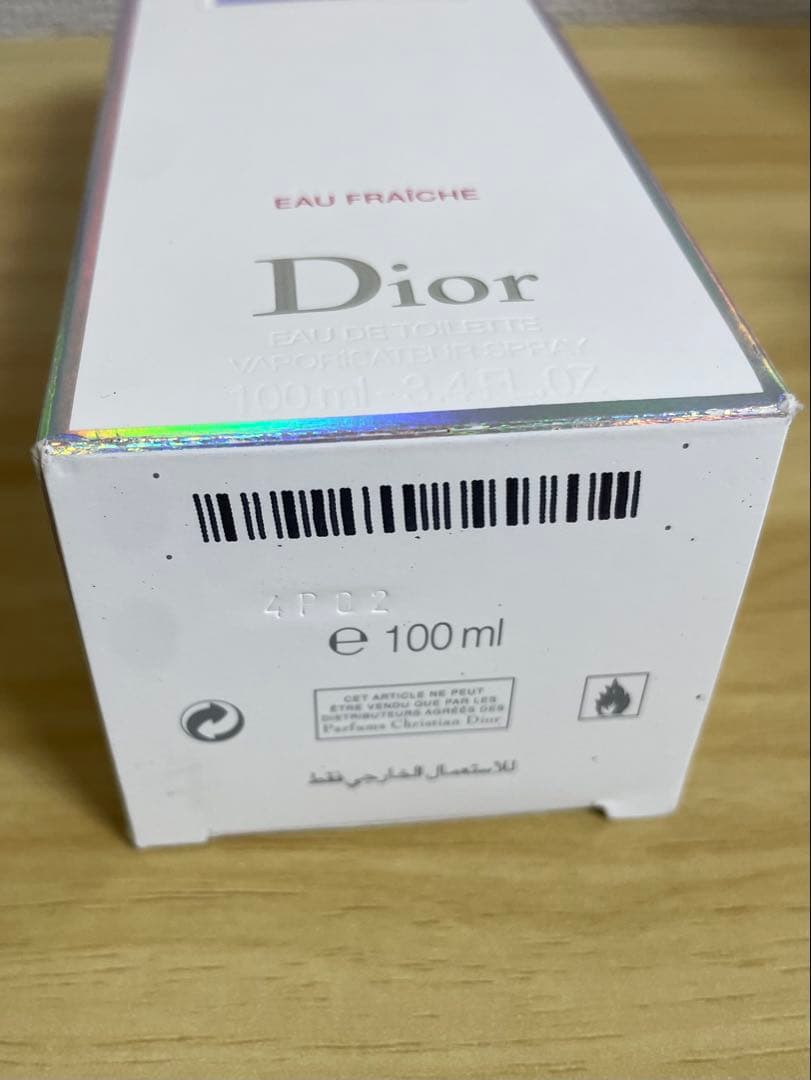 EAU FRAÎCHE
Dior
EAU DE TOILETTE
VAPORISATEUR SPRAY
100 ml - 3.4 FL.OZ
4P02
e 100 ml
CET ARTICLE NE PEUT
ÊTRE VENDU QUE PAR LES
DISTRIBUTEURS AGRÉÉS DES
Parfums Christian Dior
للاستعمال الخارجي فقط